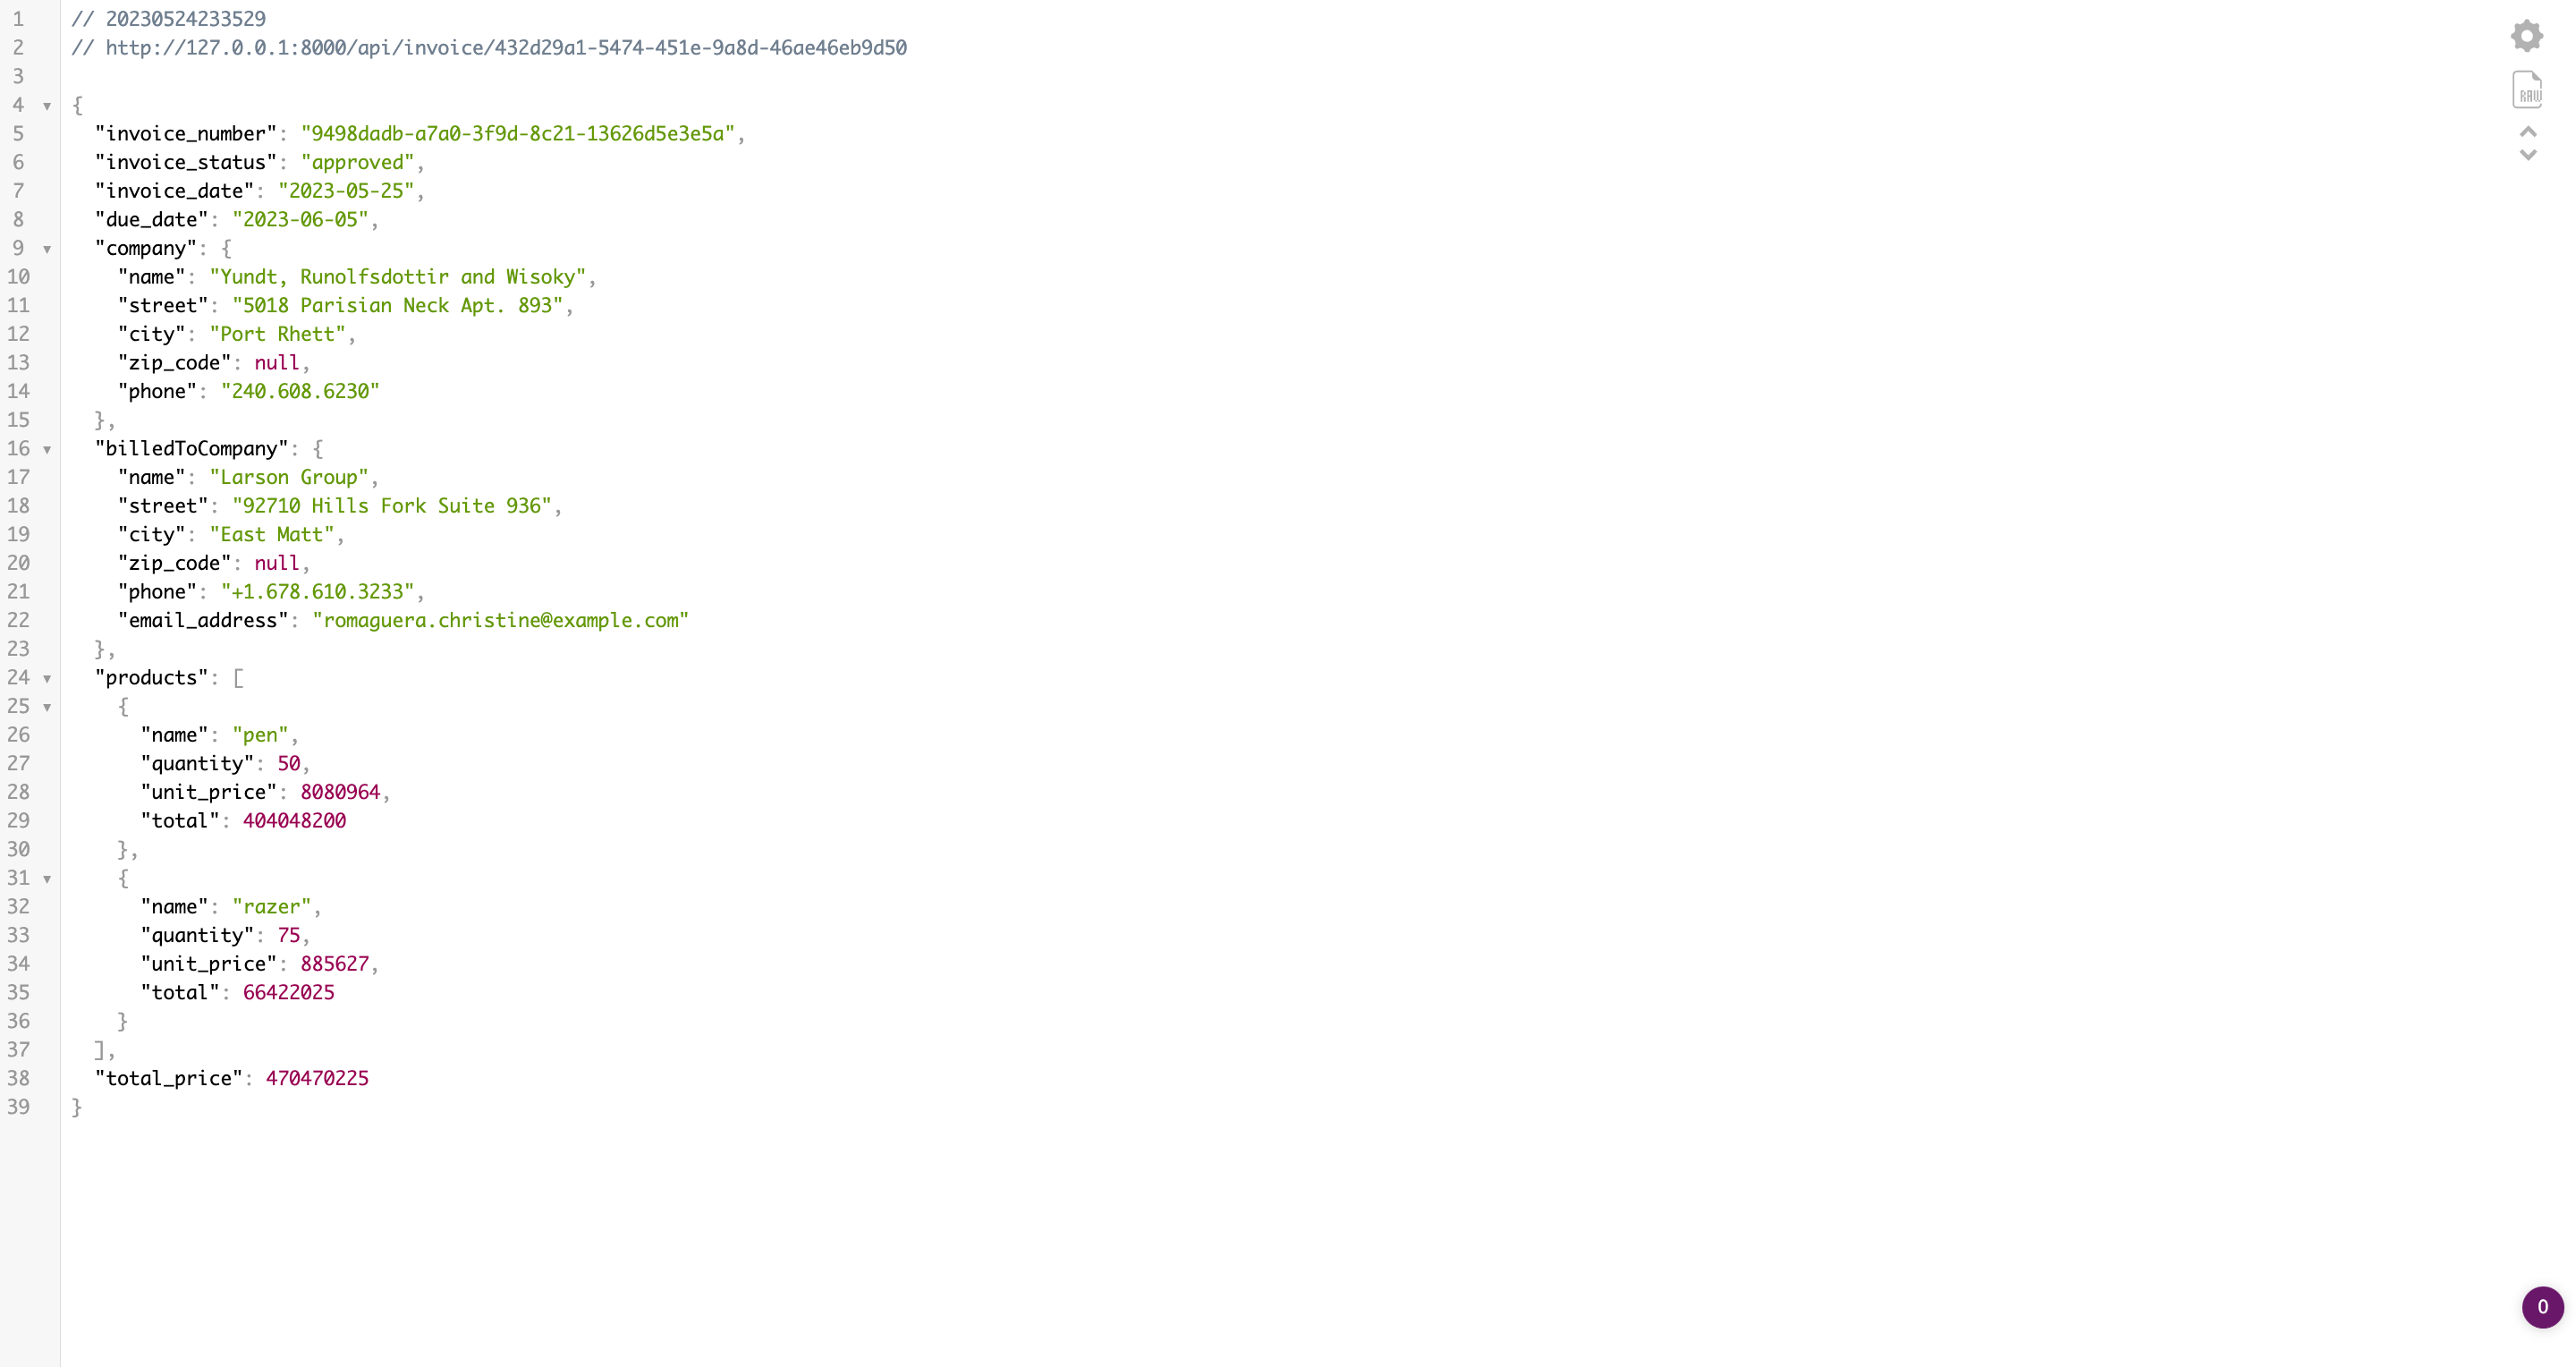 1 // 20230524233529
2 // http://127.0.0.1:8000/api/invoice/432d29a1-5474-451e-9a8d-46ae46eb9d50
3
4 {
5 "invoice_number": "9498dadb-a7a0-3f9d-8c21-13626d5e3e5a",
6 "invoice_status": "approved",
7 "invoice_date": "2023-05-25",
8 "due_date": "2023-06-05",
9 "company": {
10 "name": "Yundt, Runolfsdottir and Wisoky",
11 "street": "5018 Parisian Neck Apt. 893",
12 "city": "Port Rhett",
13 "zip_code": null,
14 "phone": "240.608.6230"
15 },
16 "billedToCompany": {
17 "name": "Larson Group",
18 "street": "92710 Hills Fork Suite 936",
19 "city": "East Matt",
20 "zip_code": null,
21 "phone": "+1.678.610.3233",
22 "email_address": "romaguera.christine@example.com"
23 },
24 "products": [
25 {
26 "name": "pen",
27 "quantity": 50,
28 "unit_price": 8080964,
29 "total": 404048200
30 },
31 {
32 "name": "razer",
33 "quantity": 75,
34 "unit_price": 885627,
35 "total": 66422025
36 }
37 ],
38 "total_price": 470470225
39 }
RAW
0